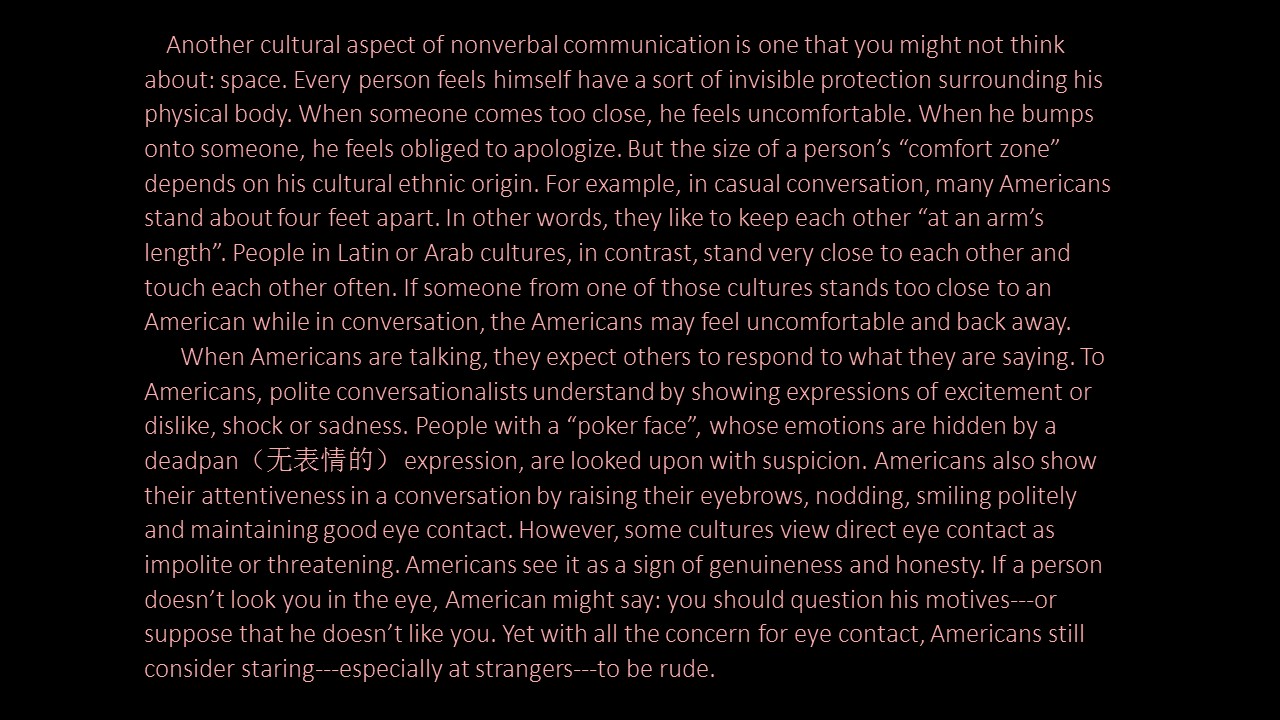 Another cultural aspect of nonverbal communication is one that you might not think
about: space. Every person feels himself have a sort of invisible protection surrounding his
physical body. When someone comes too close, he feels uncomfortable. When he bumps
onto someone, he feels obliged to apologize. But the size of a person’s “comfort zone”
depends on his cultural ethnic origin. For example, in casual conversation, many Americans
stand about four feet apart. In other words, they like to keep each other “at an arm’s
length”. People in Latin or Arab cultures, in contrast, stand very close to each other and
touch each other often. If someone from one of those cultures stands too close to an
American while in conversation, the Americans may feel uncomfortable and back away.
When Americans are talking, they expect others to respond to what they are saying. To
Americans, polite conversationalists understand by showing expressions of excitement or
dislike, shock or sadness. People with a “poker face”, whose emotions are hidden by a
deadpan（无表情的） expression, are looked upon with suspicion. Americans also show
their attentiveness in a conversation by raising their eyebrows, nodding, smiling politely
and maintaining good eye contact. However, some cultures view direct eye contact as
impolite or threatening. Americans see it as a sign of genuineness and honesty. If a person
doesn’t look you in the eye, American might say: you should question his motives---or
suppose that he doesn’t like you. Yet with all the concern for eye contact, Americans still
consider staring---especially at strangers---to be rude.